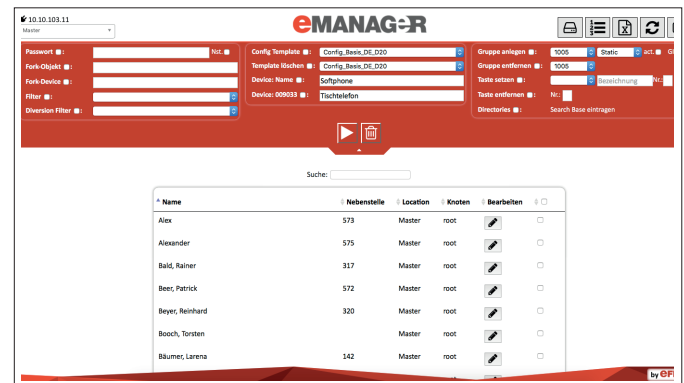 10.10.103.11
Master
eMANAGER
Passwort : Nst.
Fork-Objekt :
Fork-Device :
Filter :
Diversion Filter :
Config Template : Config_Basis_DE_D20
Template löschen : Config_Basis_DE_D20
Device: Name : Softphone
Device: 009033 : Tischtelefon
Gruppe anlegen : 1005 Static act.
Gruppe entfernen : 1005
Taste setzen : Bezeichnung Nr.:
Taste entfernen : Nr.:
Directories : Search Base eintragen
Suche:
Name Nebenstelle Location Knoten Bearbeiten
Alex 573 Master root
Alexander 575 Master root
Bald, Rainer 317 Master root
Beer, Patrick 572 Master root
Beyer, Reinhard 320 Master root
Booch, Torsten Master root
Bäumer, Larena 142 Master root
by eF